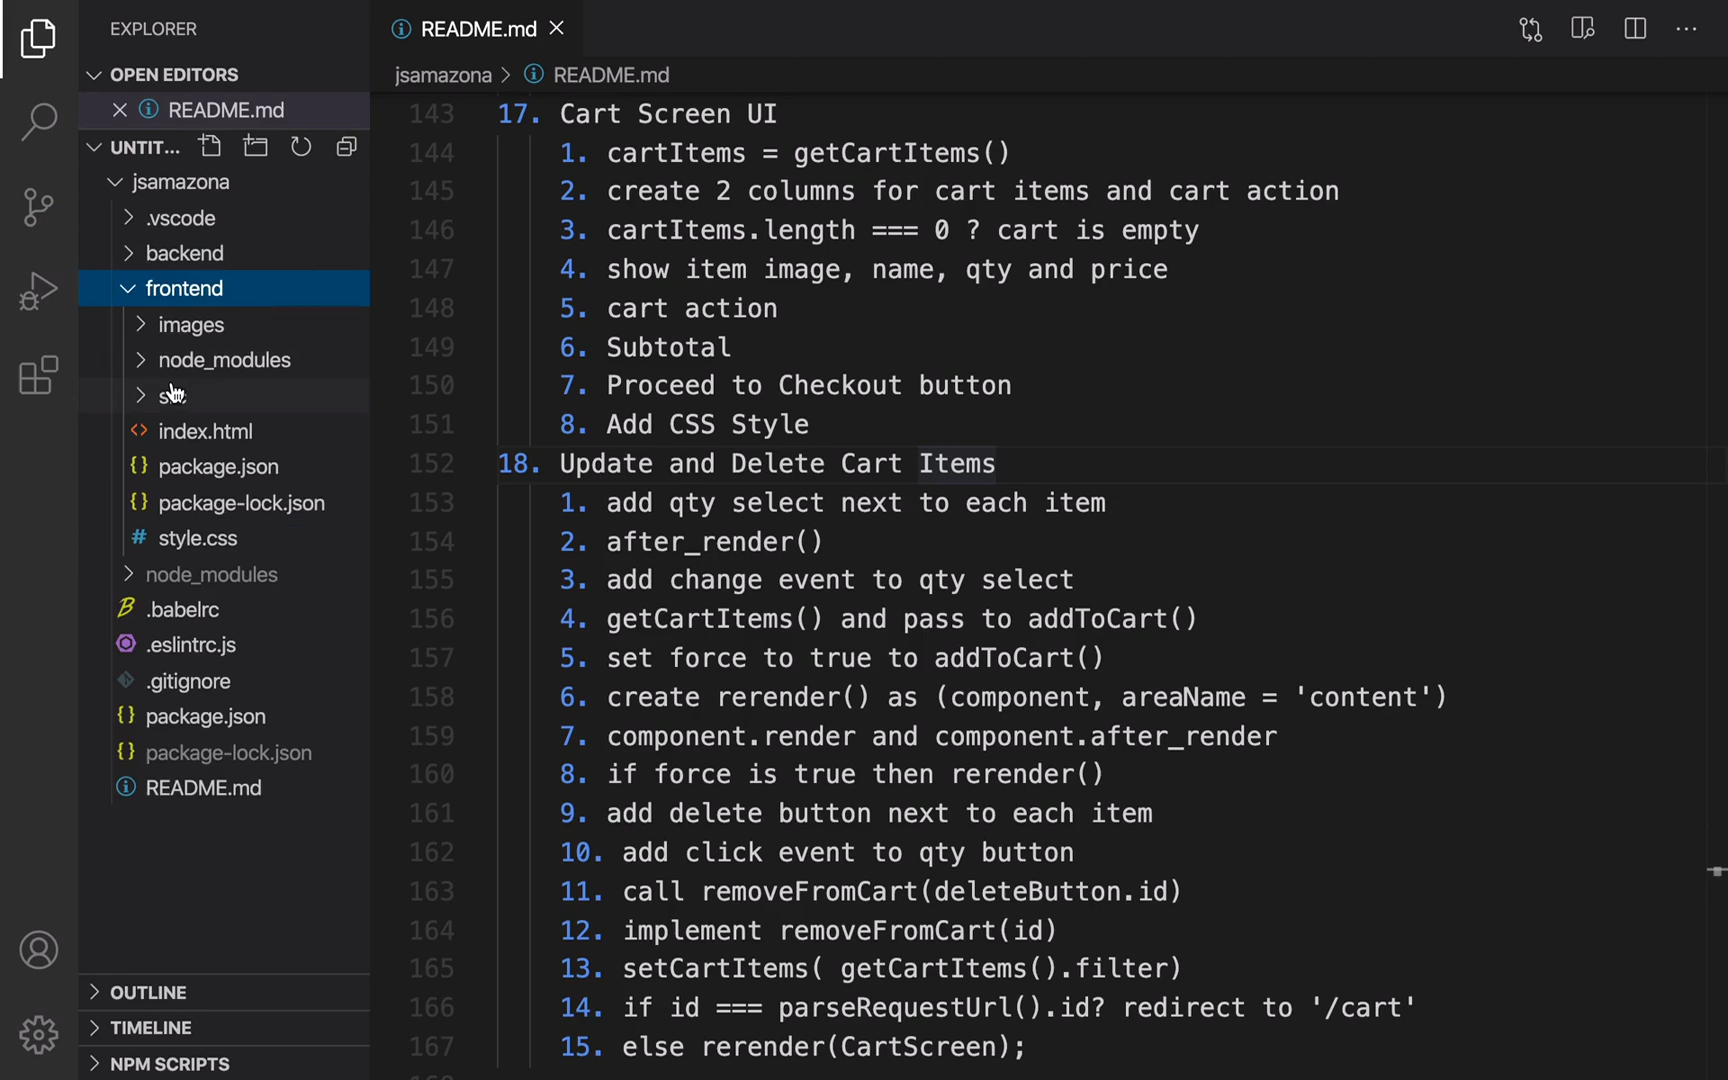 EXPLORER
OPEN EDITORS
README.md
UNTIT...
jsamazona
.vscode
backend
frontend
images
node_modules
index.html
package.json
package-lock.json
style.css
node_modules
.babelrc
.eslintrc.js
.gitignore
package.json
package-lock.json
README.md
OUTLINE
TIMELINE
NPM SCRIPTS
README.md
jsamazona > README.md
143 17. Cart Screen UI
144 1. cartItems = getCartItems()
145 2. create 2 columns for cart items and cart action
146 3. cartItems.length === 0 ? cart is empty
147 4. show item image, name, qty and price
148 5. cart action
149 6. Subtotal
150 7. Proceed to Checkout button
151 8. Add CSS Style
152 18. Update and Delete Cart Items
153 1. add qty select next to each item
154 2. after_render()
155 3. add change event to qty select
156 4. getCartItems() and pass to addToCart()
157 5. set force to true to addToCart()
158 6. create rerender() as (component, areaName = 'content')
159 7. component.render and component.after_render
160 8. if force is true then rerender()
161 9. add delete button next to each item
162 10. add click event to qty button
163 11. call removeFromCart(deleteButton.id)
164 12. implement removeFromCart(id)
165 13. setCartItems( getCartItems().filter)
166 14. if id === parseRequestUrl().id? redirect to '/cart'
167 15. else rerender(CartScreen);